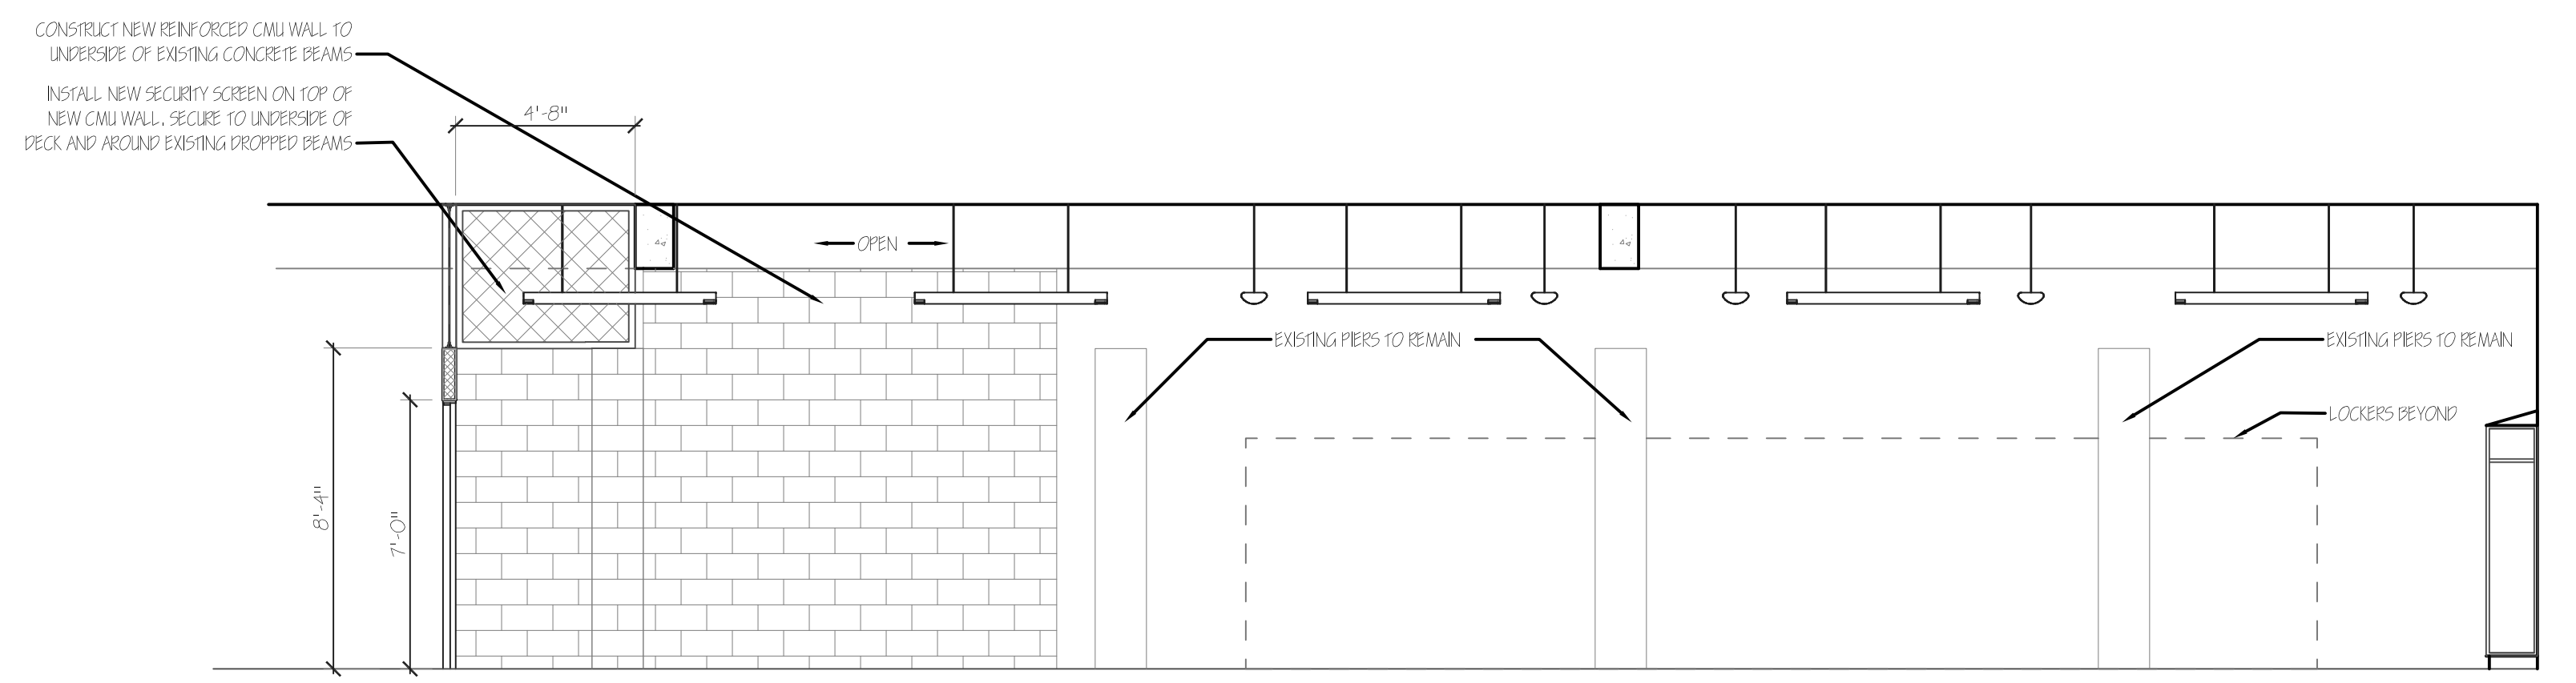 CONSTRUCT NEW REINFORCED CMU WALL TO
UNDERSIDE OF EXISTING CONCRETE BEAMS
INSTALL NEW SECURITY SCREEN ON TOP OF
NEW CMU WALL. SECURE TO UNDERSIDE OF
DECK AND AROUND EXISTING DROPPED BEAMS
4'-8"
OPEN
EXISTING PIERS TO REMAIN
EXISTING PIERS TO REMAIN
LOCKERS BEYOND
8'-4"
7'-0"